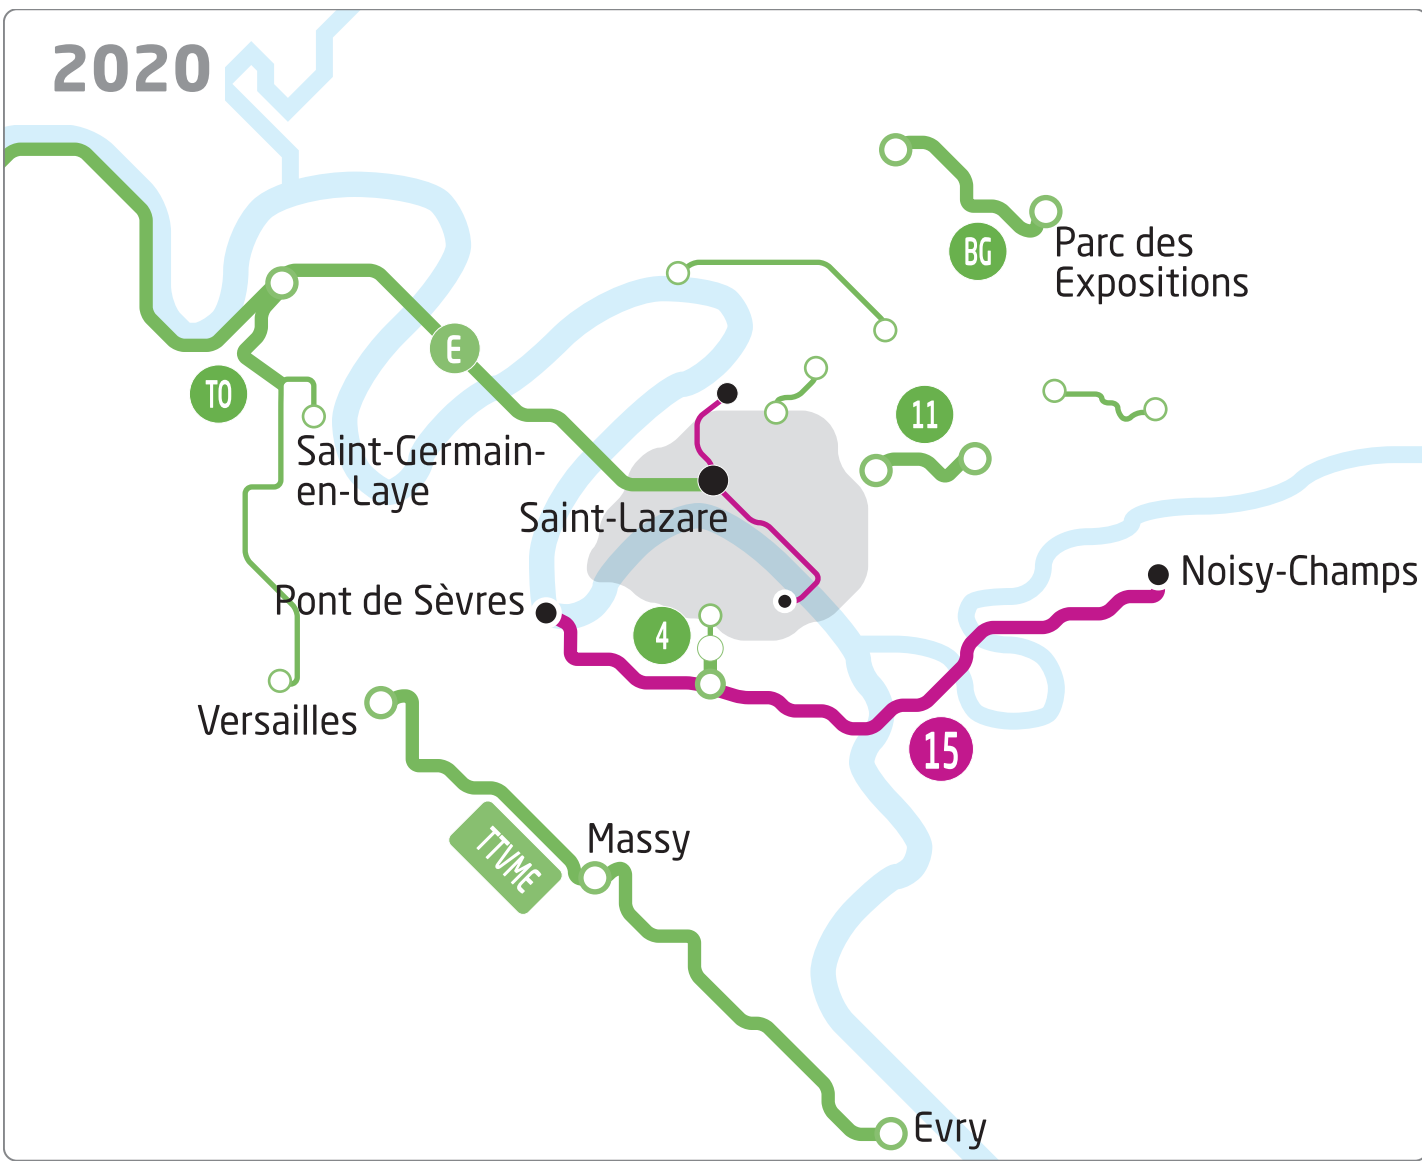 2020
BG
Parc des
Expositions
E
TO
11
Saint-Germain-
en-Laye
Saint-Lazare
Pont de Sèvres
Noisy-Champs
4
Versailles
15
TTVME
Massy
Evry